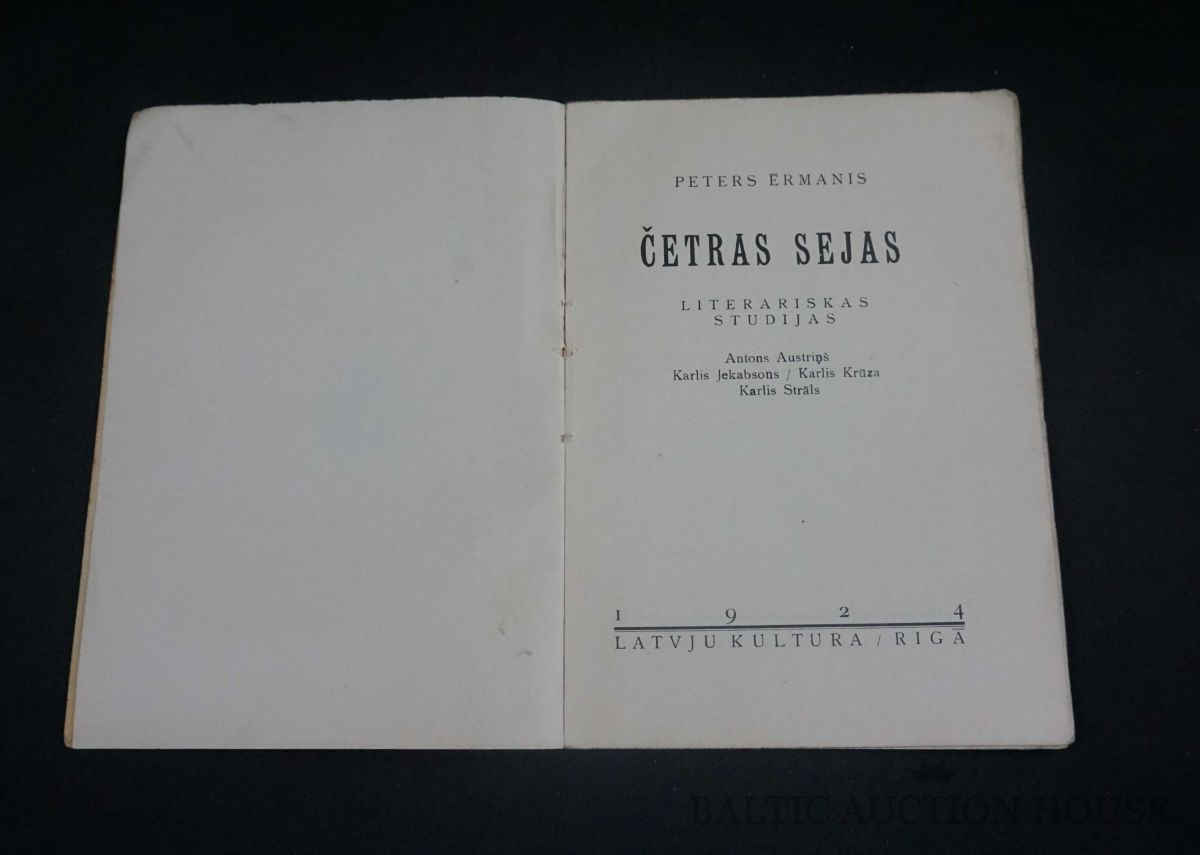 PETERS ERMANIS
ČETRAS SEJAS
LITERARISKAS
STUDIJAS
Antons Austriņš
Karlis Jekabsons / Karlis Krūza
Karlis Strāls
1 9 2 4
LATVJU KULTURA / RIGĀ
BALTIC AUCTION HOUSE